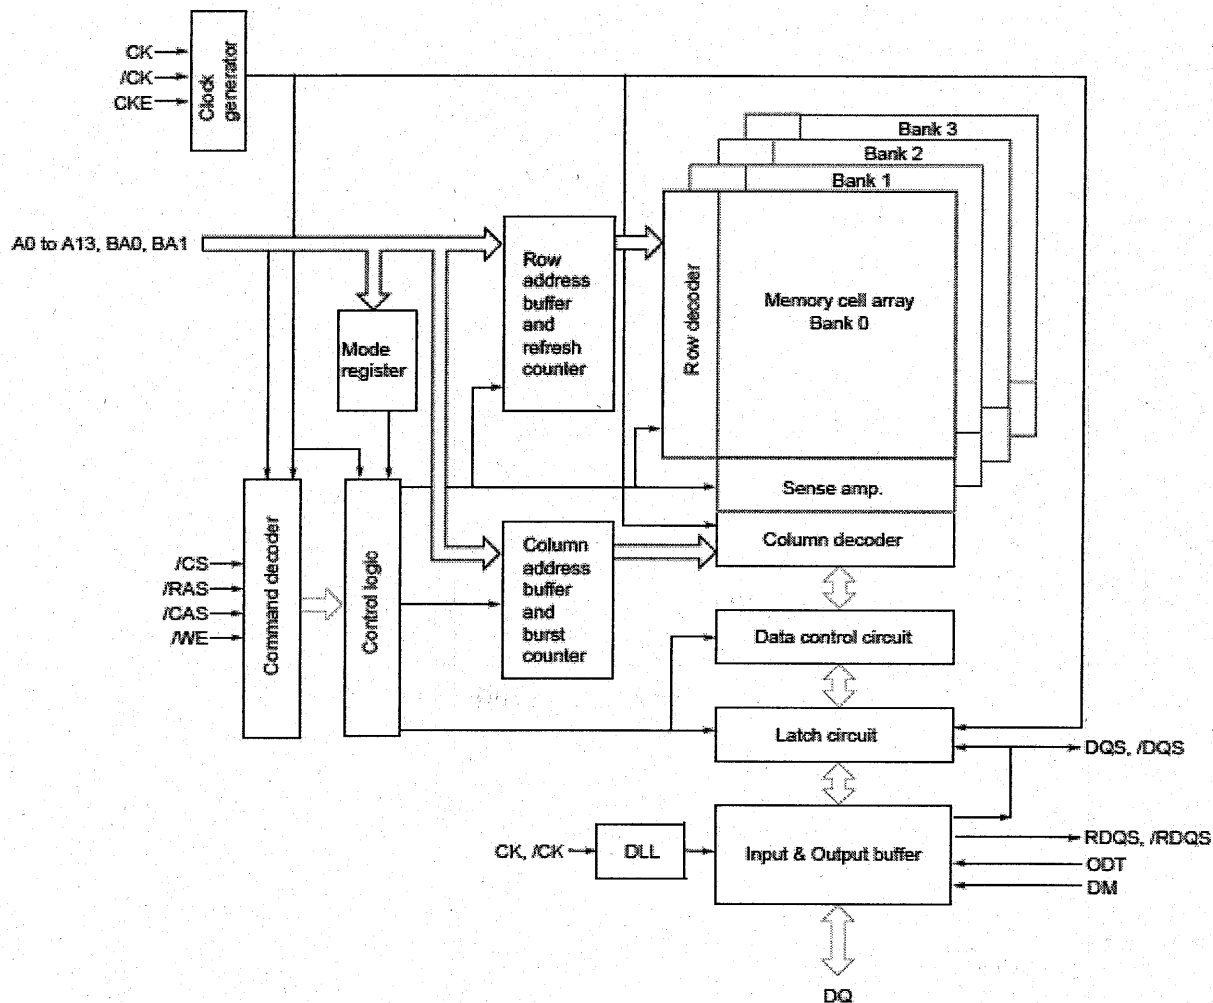 CK
/CK
CKE
Clock
generator
Bank 3
Bank 2
Bank 1
A0 to A13, BA0, BA1
Row
address
buffer
and
refresh
counter
Row decoder
Memory cell array
Bank 0
Mode
register
Sense amp.
Column decoder
/CS
/RAS
/CAS
/WE
Command decoder
Control logic
Column
address
buffer
and
burst
counter
Data control circuit
Latch circuit
DQS, /DQS
CK, /CK
DLL
Input & Output buffer
RDQS, /RDQS
ODT
DM
DQ